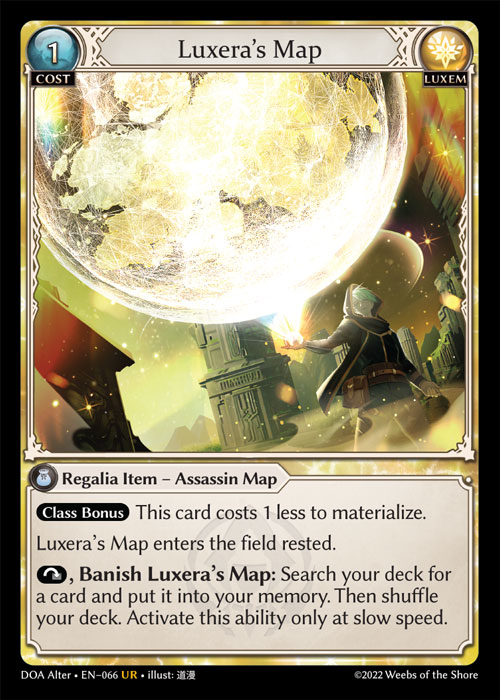 1
Luxera's Map
COST
LUXEM
Regalia Item – Assassin Map
Class Bonus This card costs 1 less to materialize.
Luxera's Map enters the field rested.
, Banish Luxera's Map: Search your deck for
a card and put it into your memory. Then shuffle
your deck. Activate this ability only at slow speed.
DOA Alter • EN-066 UR • illust: 道漫
©2022 Weebs of the Shore